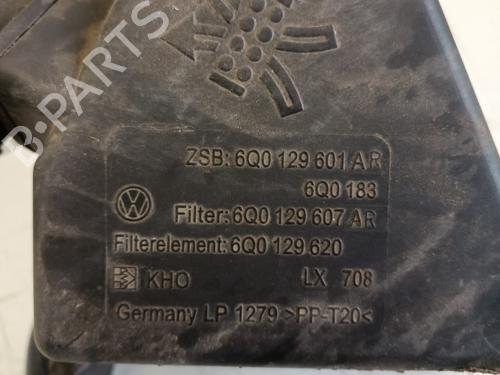 B-PARTS
ZSB: 6Q0 129 601 AR
6Q0 183
Filter: 6Q0 129 607 AR
Filterelement: 6Q0 129 620
KHO LX 708
Germany LP 1279 >PP-T20<